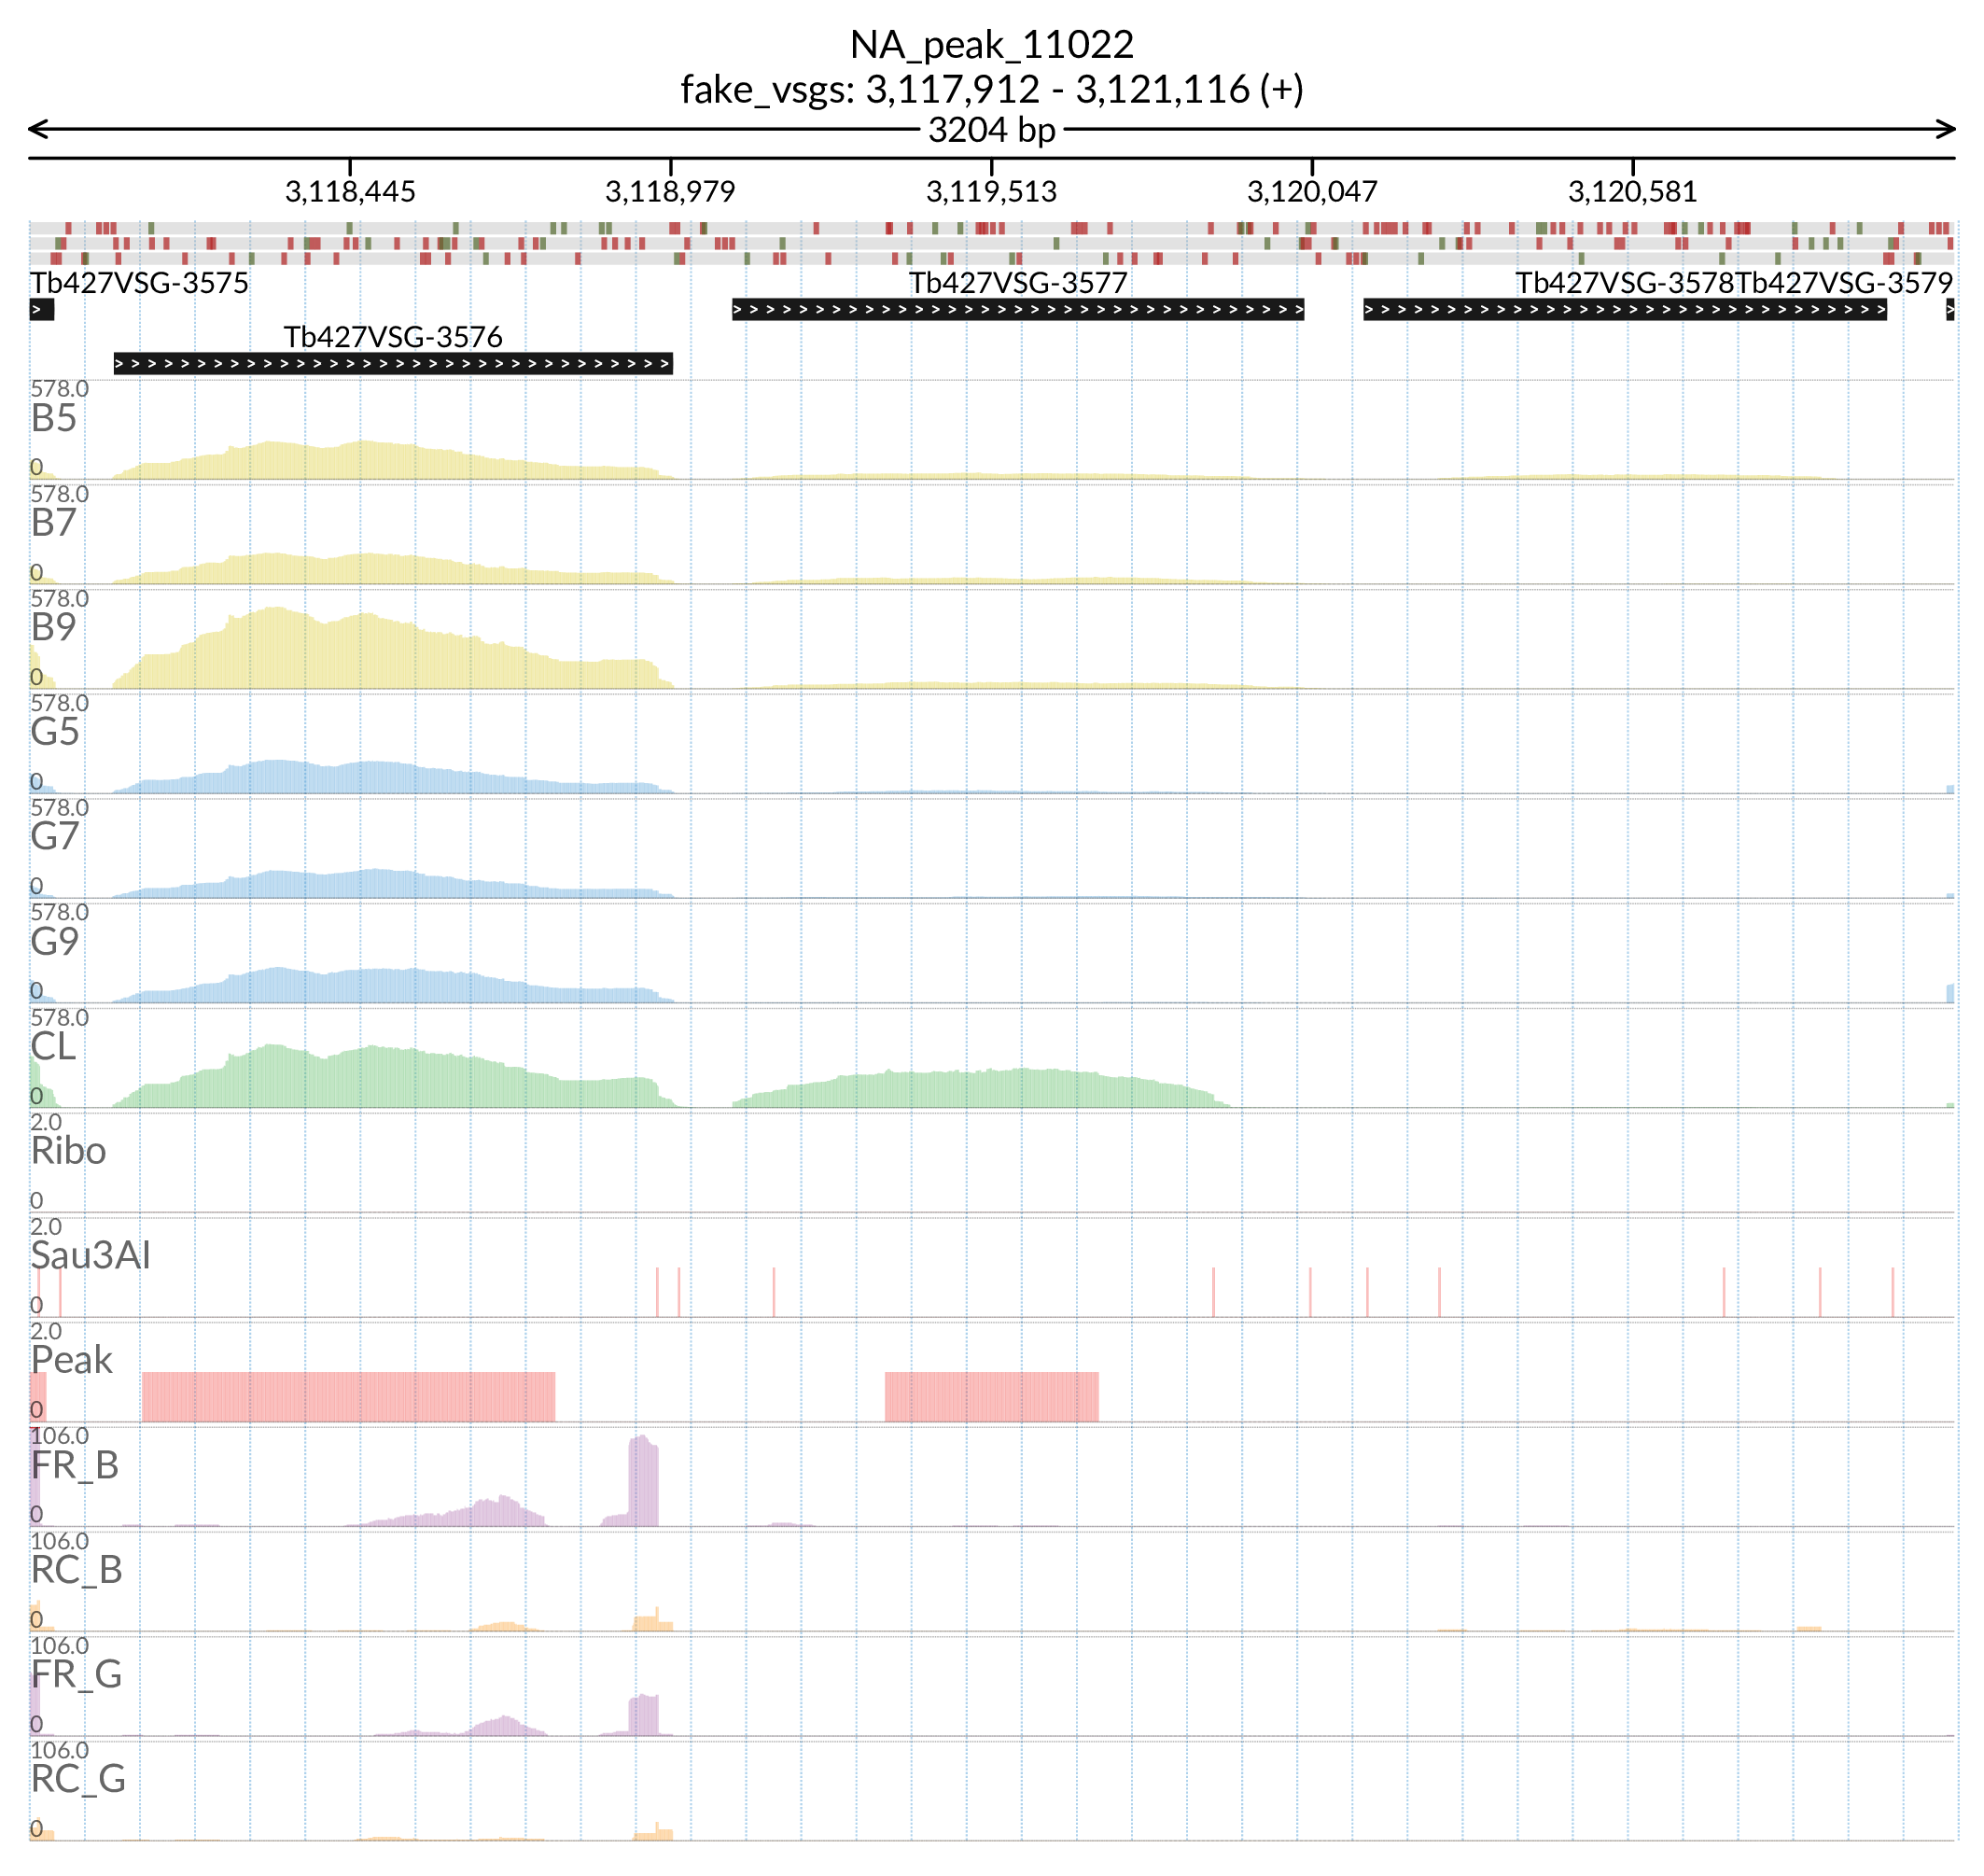 NA_peak_11022
fake_vsgs: 3,117,912 - 3,121,116 (+)
3204 bp
3,118,445 3,118,979 3,119,513 3,120,047 3,120,581
Tb427VSG-3575 Tb427VSG-3577 Tb427VSG-3578 Tb427VSG-3579
Tb427VSG-3576
578.0
B5
0
578.0
B7
0
578.0
B9
0
578.0
G5
0
578.0
G7
0
578.0
G9
0
578.0
CL
0
2.0
Ribo
0
2.0
Sau3AI
0
2.0
Peak
0
106.0
FR_B
0
106.0
RC_B
0
106.0
FR_G
0
106.0
RC_G
0